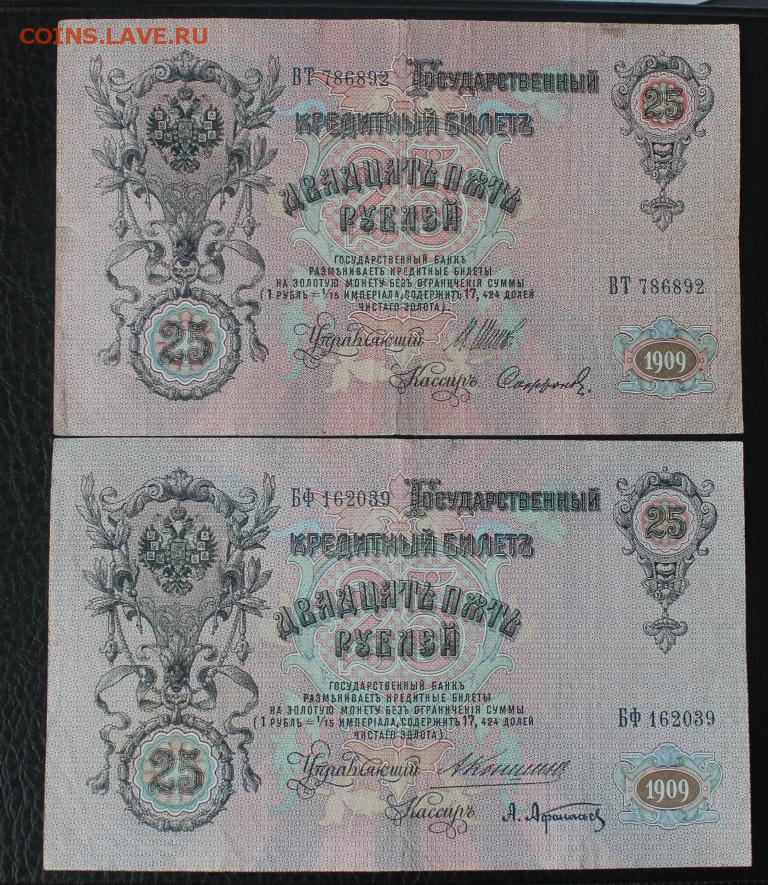 COINS.LAVE.RU
ВТ 786892 Государственный
25
Кредитный Билетъ
Двадцать пять
рублей
Государственный банкъ
размѣниваетъ кредитные билеты
на золотую монету безъ ограниченія суммы
(1 рубль = 1/15 имперіала, содержитъ 17, 424 долей
чистаго золота).
ВТ 786892
25
Управляющій И. Шипов
1909
Кассиръ Софронов
БФ 162039 Государственный
25
Кредитный Билетъ
Двадцать пять
рублей
Государственный банкъ
размѣниваетъ кредитные билеты
на золотую монету безъ ограниченія суммы
(1 рубль = 1/15 имперіала, содержитъ 17, 424 долей
чистаго золота).
БФ 162039
25
Управляющій А. Коншинъ
1909
Кассиръ А. Афанасьев